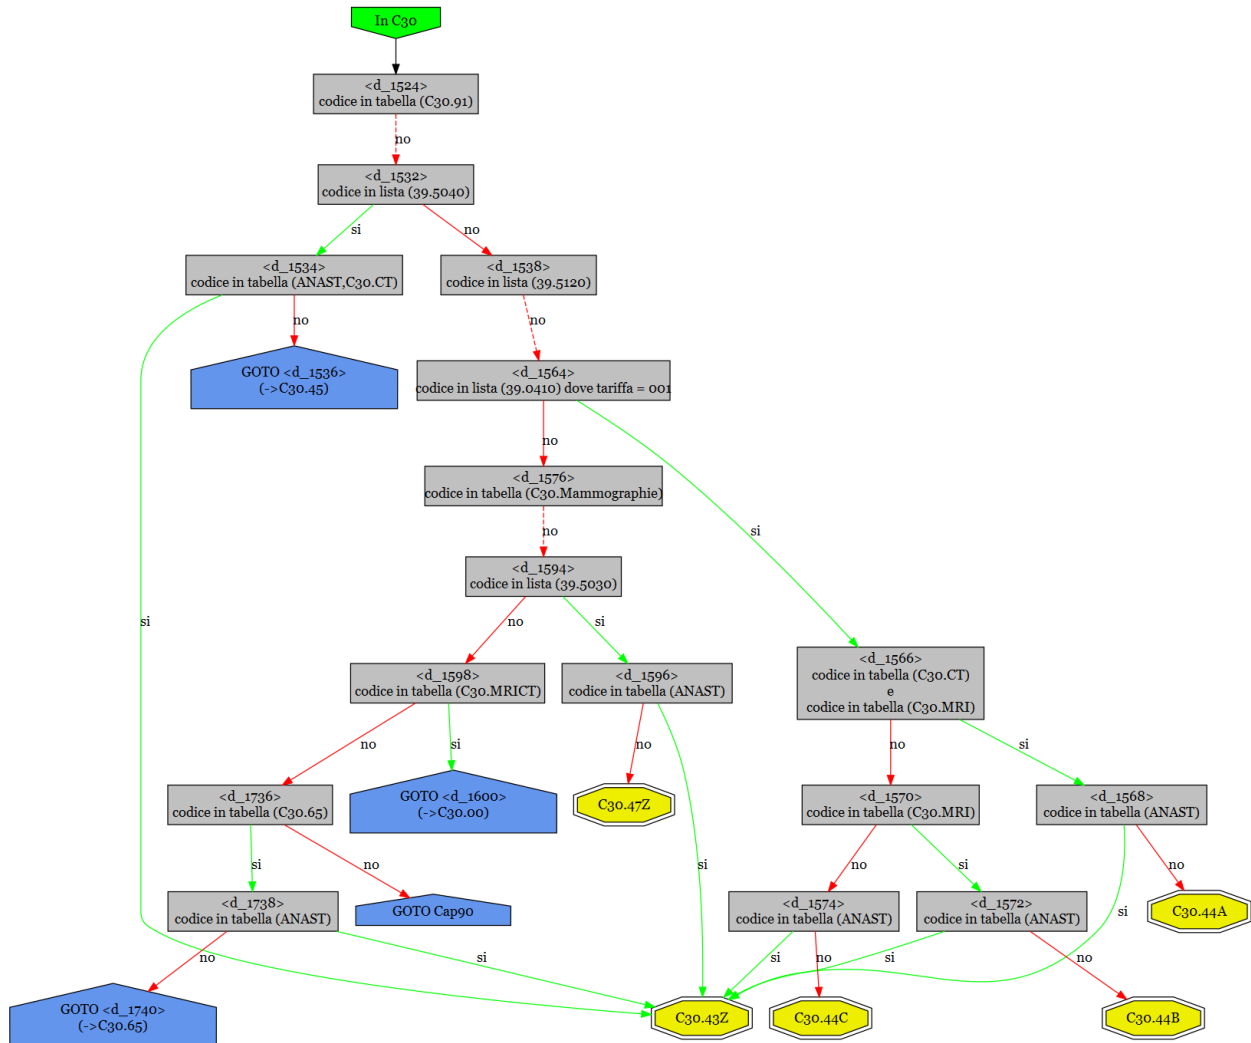 In C30
<d_1524>
codice in tabella (C30.91)
no
<d_1532>
codice in lista (39.5040)
si
no
<d_1534>
codice in tabella (ANAST,C30.CT)
<d_1538>
codice in lista (39.5120)
no
no
GOTO <d_1536>
(->C30.45)
<d_1564>
codice in lista (39.0410) dove tariffa = 001
no
<d_1576>
codice in tabella (C30.Mammographie)
si
no
<d_1594>
codice in lista (39.5030)
si
no
si
<d_1598>
codice in tabella (C30.MRICT)
<d_1596>
codice in tabella (ANAST)
<d_1566>
codice in tabella (C30.CT)
e
codice in tabella (C30.MRI)
no
si
no
no
si
<d_1736>
codice in tabella (C30.65)
GOTO <d_1600>
(->C30.00)
C30.47Z
<d_1570>
codice in tabella (C30.MRI)
<d_1568>
codice in tabella (ANAST)
si
no
si
no
si
no
<d_1738>
codice in tabella (ANAST)
GOTO Cap90
<d_1574>
codice in tabella (ANAST)
<d_1572>
codice in tabella (ANAST)
si
C30.44A
no
si
si
no
si
no
GOTO <d_1740>
(->C30.65)
C30.43Z
C30.44C
C30.44B